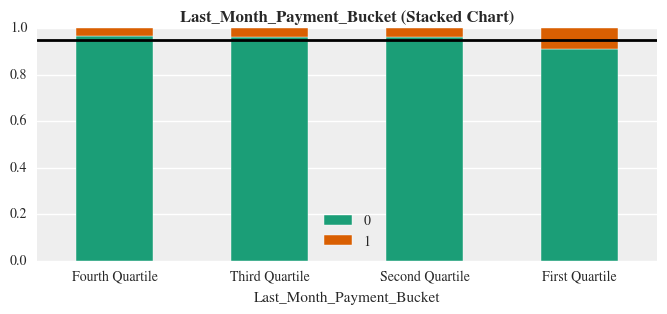 Last_Month_Payment_Bucket (Stacked Chart)
1.0
0.8
0.6
0.4
0.2
0.0
0
1
Fourth Quartile
Third Quartile
Second Quartile
First Quartile
Last_Month_Payment_Bucket